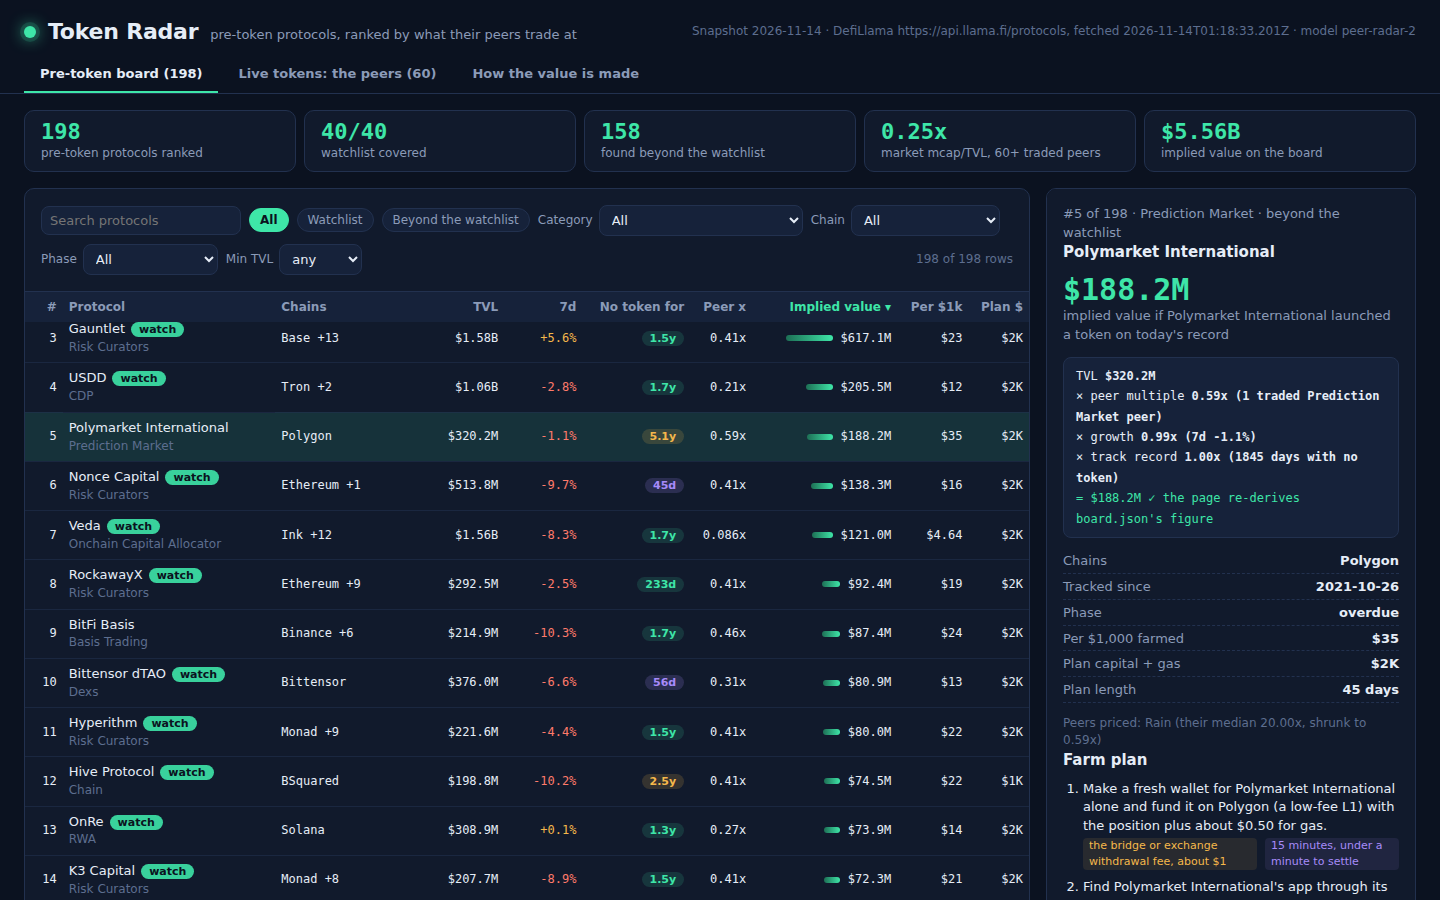 Token Radar pre-token protocols, ranked by what their peers trade at
Snapshot 2026-11-14 · DefiLlama https://api.llama.fi/protocols, fetched 2026-11-14T01:18:33.201Z · model peer-radar-2
Pre-token board (198) Live tokens: the peers (60) How the value is made
198
pre-token protocols ranked
40/40
watchlist covered
158
found beyond the watchlist
0.25x
market mcap/TVL, 60+ traded peers
$5.56B
implied value on the board
Search protocols All Watchlist Beyond the watchlist Category All Chain All
Phase All Min TVL any 198 of 198 rows
# Protocol Chains TVL 7d No token for Peer x Implied value ▾ Per $1k Plan $
3 Gauntlet watch Base +13 $1.58B +5.6% 1.5y 0.41x $617.1M $23 $2K
Risk Curators
4 USDD watch Tron +2 $1.06B -2.8% 1.7y 0.21x $205.5M $12 $2K
CDP
5 Polymarket International Polygon $320.2M -1.1% 5.1y 0.59x $188.2M $35 $2K
Prediction Market
6 Nonce Capital watch Ethereum +1 $513.8M -9.7% 45d 0.41x $138.3M $16 $2K
Risk Curators
7 Veda watch Ink +12 $1.56B -8.3% 1.7y 0.086x $121.0M $4.64 $2K
Onchain Capital Allocator
8 RockawayX watch Ethereum +9 $292.5M -2.5% 233d 0.41x $92.4M $19 $2K
Risk Curators
9 BitFi Basis Binance +6 $214.9M -10.3% 1.7y 0.46x $87.4M $24 $2K
Basis Trading
10 Bittensor dTAO watch Bittensor $376.0M -6.6% 56d 0.31x $80.9M $13 $2K
Dexs
11 Hyperithm watch Monad +9 $221.6M -4.4% 1.5y 0.41x $80.0M $22 $2K
Risk Curators
12 Hive Protocol watch BSquared $198.8M -10.2% 2.5y 0.41x $74.5M $22 $1K
Chain
13 OnRe watch Solana $308.9M +0.1% 1.3y 0.27x $73.9M $14 $2K
RWA
14 K3 Capital watch Monad +8 $207.7M -8.9% 1.5y 0.41x $72.3M $21 $2K
Risk Curators
#5 of 198 · Prediction Market · beyond the
watchlist
Polymarket International
$188.2M
implied value if Polymarket International launched
a token on today's record
TVL $320.2M
× peer multiple 0.59x (1 traded Prediction
Market peer)
× growth 0.99x (7d -1.1%)
× track record 1.00x (1845 days with no
token)
= $188.2M ✓ the page re-derives
board.json's figure
Chains Polygon
Tracked since 2021-10-26
Phase overdue
Per $1,000 farmed $35
Plan capital + gas $2K
Plan length 45 days
Peers priced: Rain (their median 20.00x, shrunk to
0.59x)
Farm plan
1. Make a fresh wallet for Polymarket International
alone and fund it on Polygon (a low-fee L1) with
the position plus about $0.50 for gas.
the bridge or exchange
withdrawal fee, about $1
15 minutes, under a
minute to settle
2. Find Polymarket International's app through its